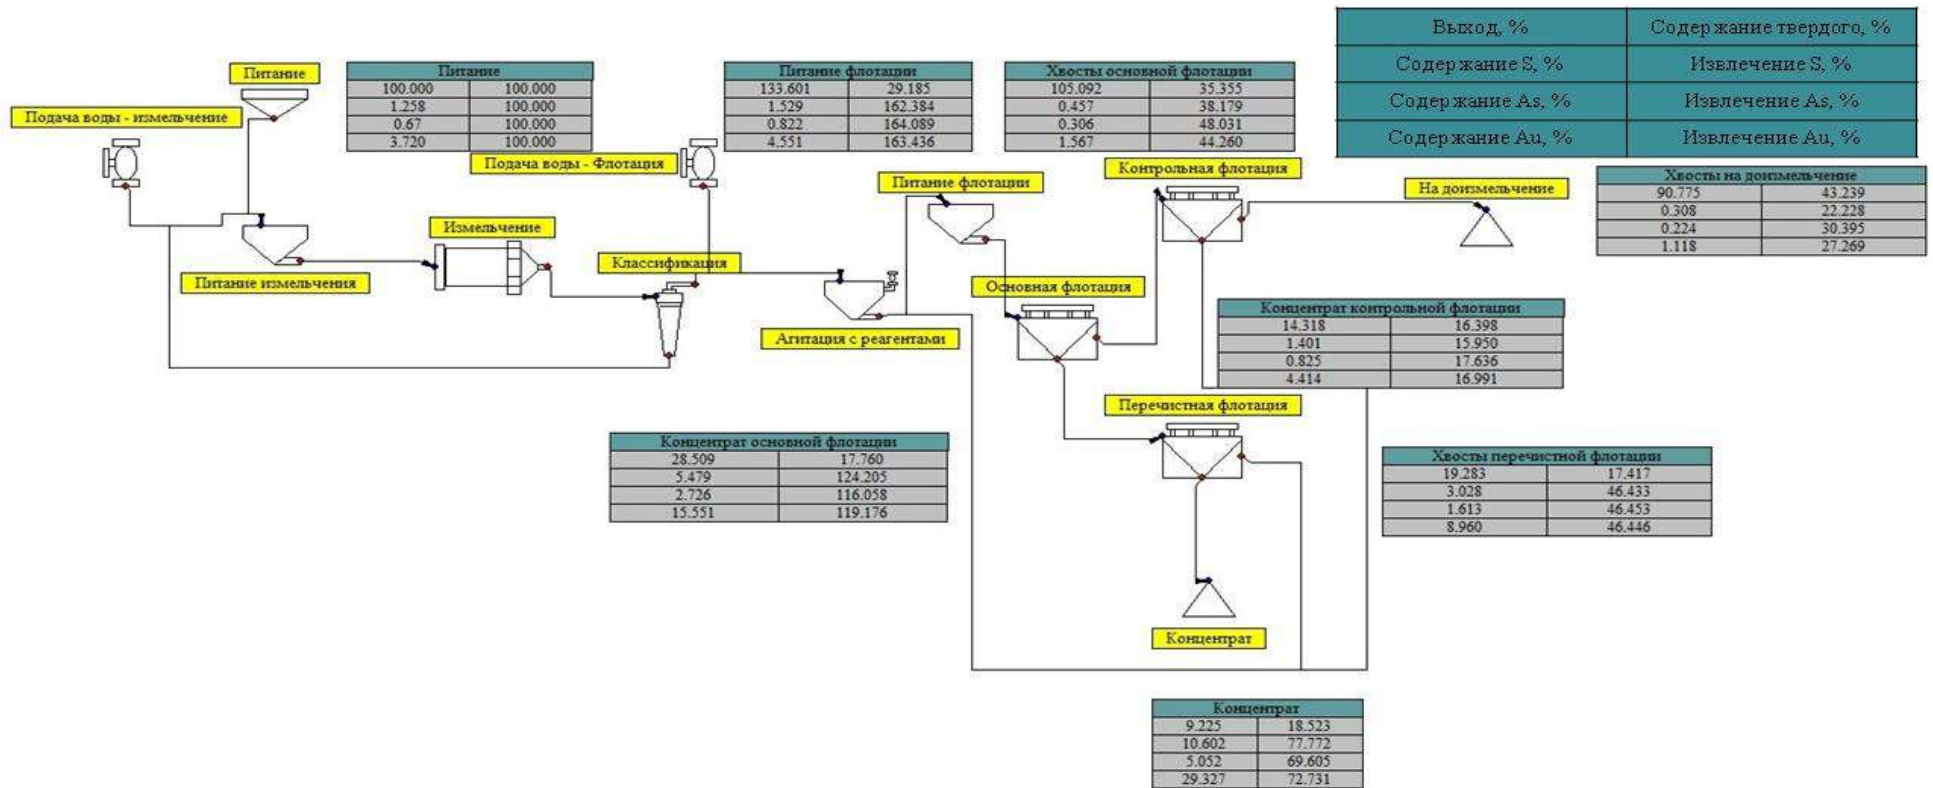 Выход, % Содержание твердого, %
Содержание S, % Извлечение S, %
Содержание As, % Извлечение As, %
Содержание Au, % Извлечение Au, %
Питание
Подача воды - измельчение
Питание
100.000 100.000
1.258 100.000
0.67 100.000
3.720 100.000
Питание флотации
133.601 29.185
1.529 162.384
0.822 164.089
4.551 163.436
Хвосты основной флотации
105.092 35.355
0.457 38.179
0.306 48.031
1.567 44.260
Подача воды - Флотация
Питание флотации
Контрольная флотация
На доизмельчение
Хвосты на доизмельчение
90.775 43.239
0.308 22.228
0.224 30.395
1.118 27.269
Измельчение
Классификация
Питание измельчения
Основная флотация
Агитация с реагентами
Концентрат контрольной флотации
14.318 16.398
1.401 15.950
0.825 17.636
4.414 16.991
Перечистная флотация
Концентрат основной флотации
28.509 17.760
5.479 124.205
2.726 116.058
15.551 119.176
Хвосты перечистной флотации
19.283 17.417
3.028 46.433
1.613 46.453
8.960 46.446
Концентрат
Концентрат
9.225 18.523
10.602 77.772
5.052 69.605
29.327 72.731